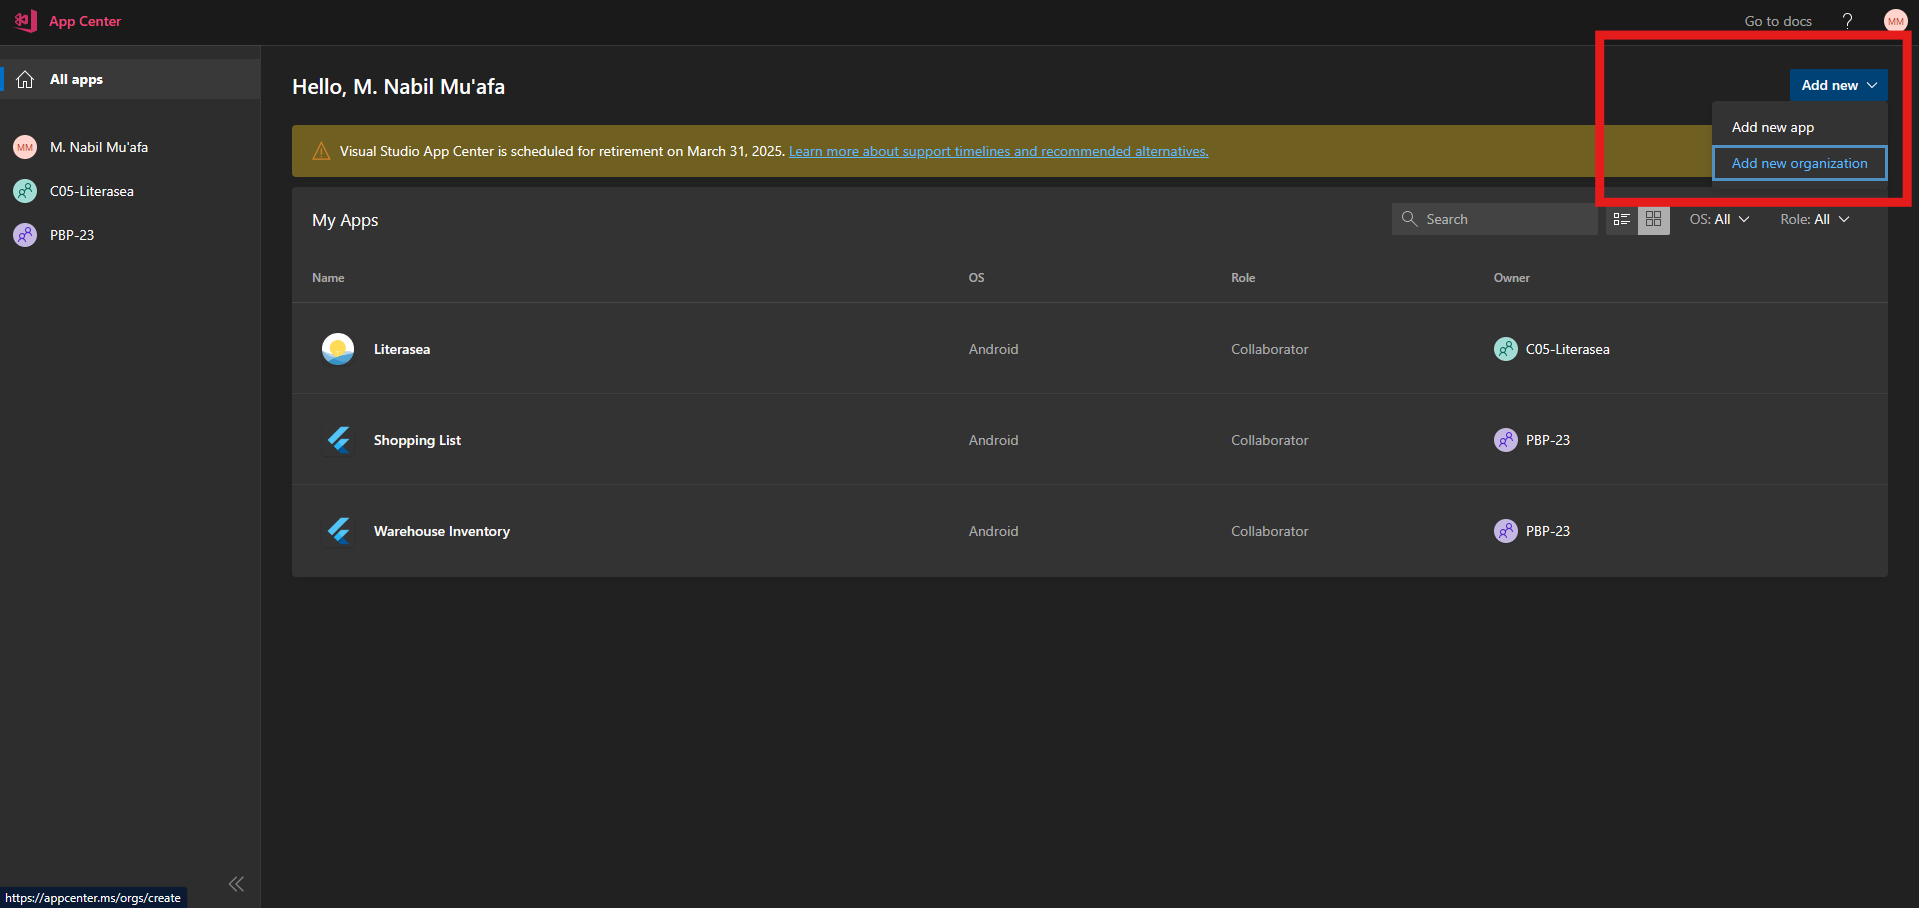 App Center
Go to docs
?
MM
All apps
Hello, M. Nabil Mu'afa
Add new
Add new app
Add new organization
MM
M. Nabil Mu'afa
Visual Studio App Center is scheduled for retirement on March 31, 2025. Learn more about support timelines and recommended alternatives.
C05-Literasea
PBP-23
My Apps
Search
OS: All
Role: All
Name OS Role Owner
Literasea Android Collaborator C05-Literasea
Shopping List Android Collaborator PBP-23
Warehouse Inventory Android Collaborator PBP-23
https://appcenter.ms/orgs/create